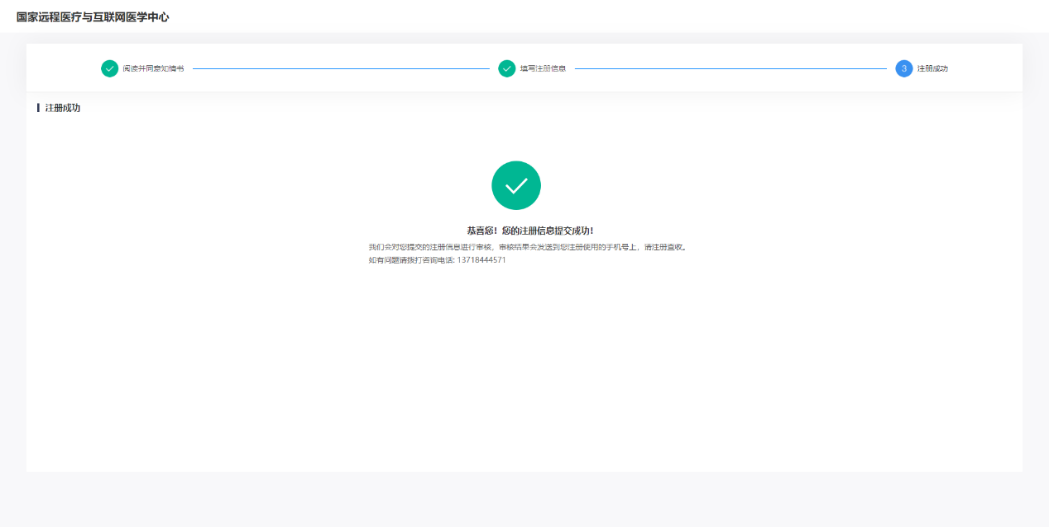 国家远程医疗与互联网医学中心
阅读并同意知情书
填写注册信息
3 注册成功
注册成功
恭喜您！您的注册信息提交成功！
我们会对您提交的注册信息进行审核，审核结果会发送到您注册使用的手机号上，请注册查收。
如有问题请拨打咨询电话: 13718444571